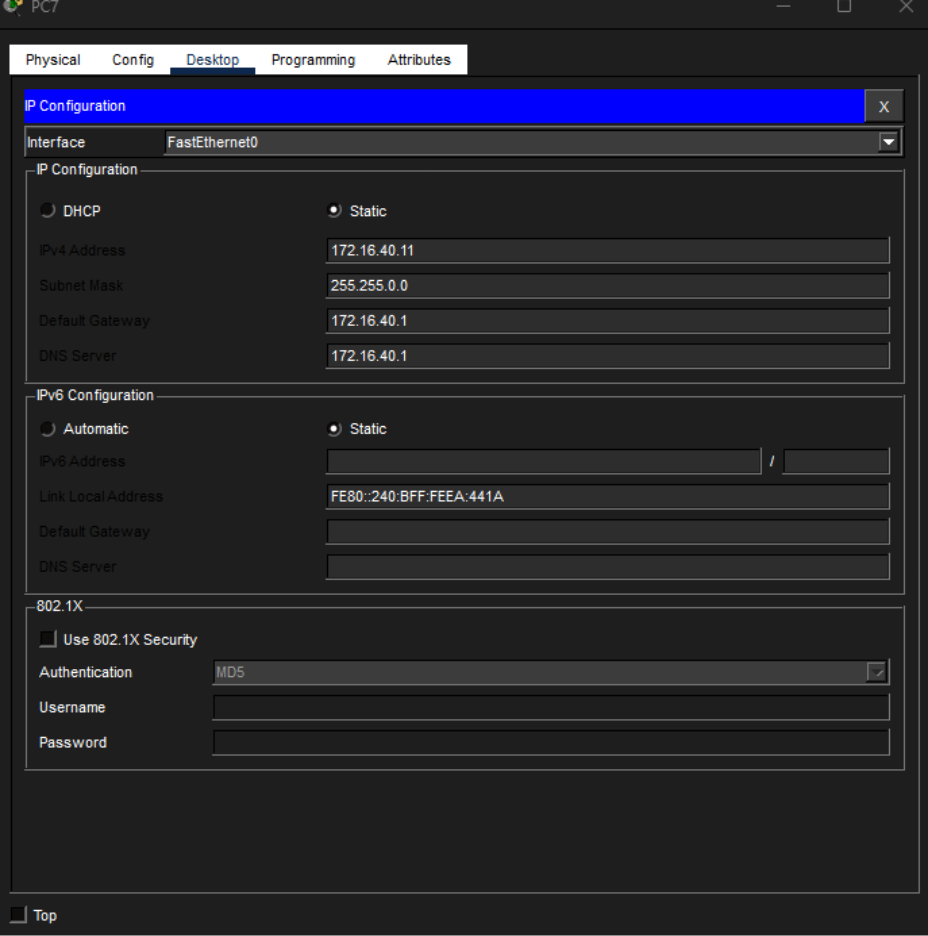 PC7
Physical Config Desktop Programming Attributes
IP Configuration X
Interface FastEthernet0
IP Configuration
DHCP Static
IPv4 Address 172.16.40.11
Subnet Mask 255.255.0.0
Default Gateway 172.16.40.1
DNS Server 172.16.40.1
IPv6 Configuration
Automatic Static
IPv6 Address /
Link Local Address FE80::240:BFF:FEEA:441A
Default Gateway
DNS Server
802.1X
Use 802.1X Security
Authentication MD5
Username
Password
Top